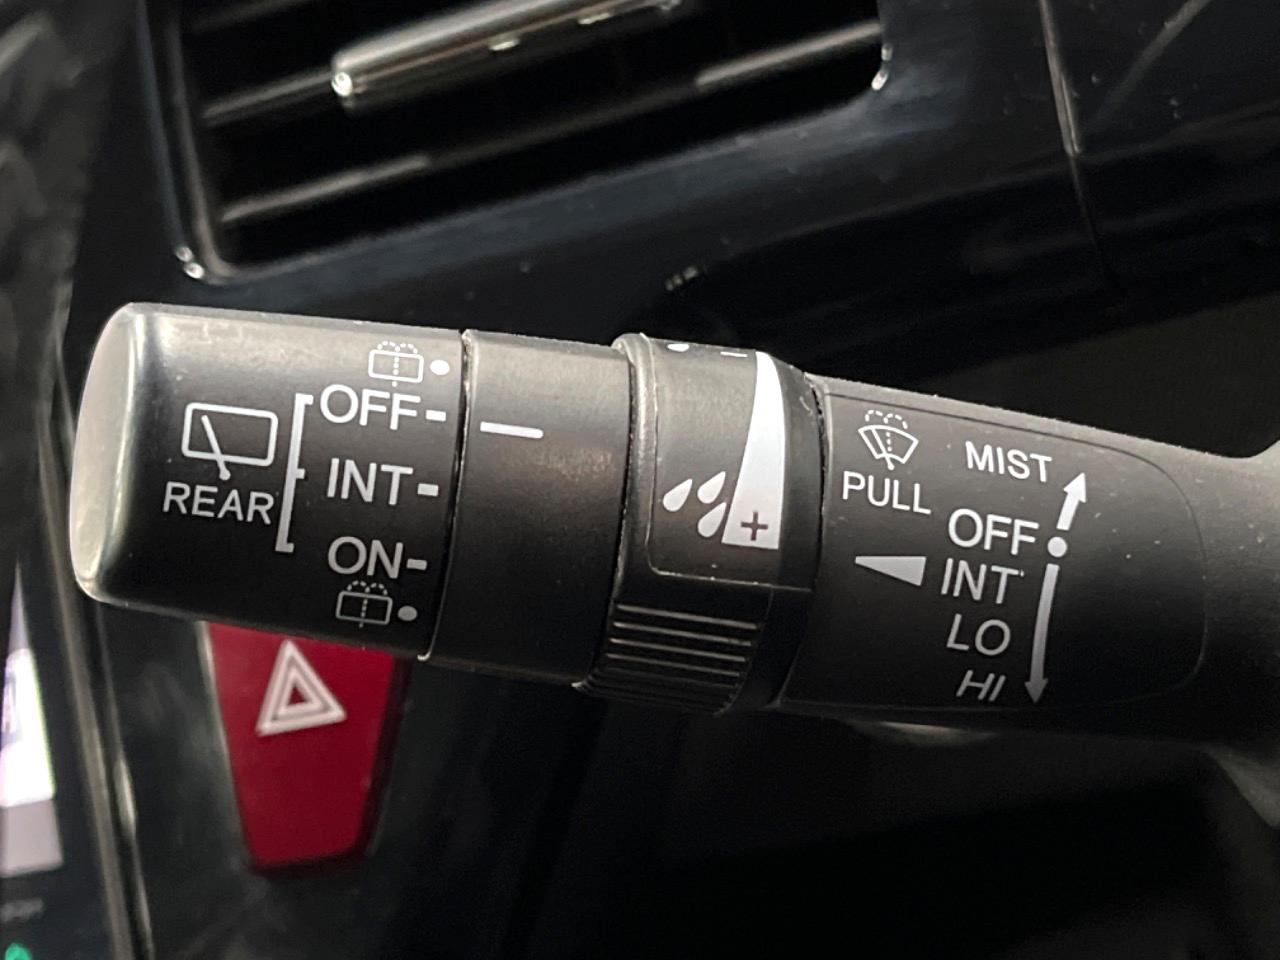 OFF-
INT-
ON-
REAR
- +
PULL
MIST
OFF
INT
LO
HI